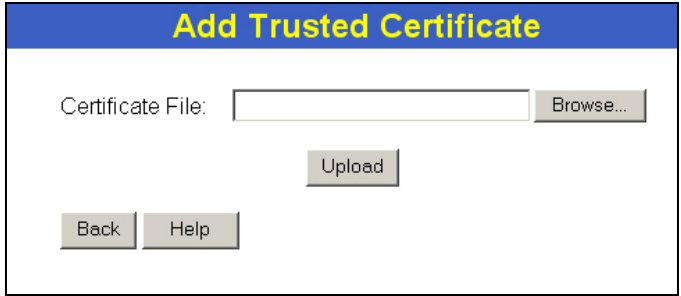 Add Trusted Certificate
Certificate File: Browse...
Upload
Back Help